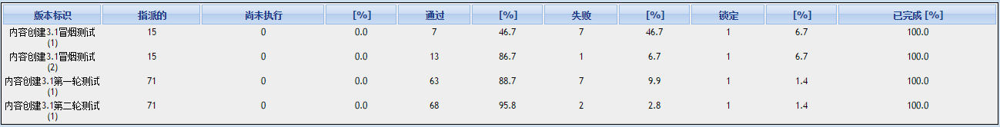 版本标识 指派的 尚未执行 [%] 通过 [%] 失败 [%] 锁定 [%] 已完成 [%]
内容创建3.1冒烟测试 15 0 0.0 7 46.7 7 46.7 1 6.7 100.0
(1)
内容创建3.1冒烟测试 15 0 0.0 13 86.7 1 6.7 1 6.7 100.0
(2)
内容创建3.1第一轮测试 71 0 0.0 63 88.7 7 9.9 1 1.4 100.0
(1)
内容创建3.1第二轮测试 71 0 0.0 68 95.8 2 2.8 1 1.4 100.0
(1)